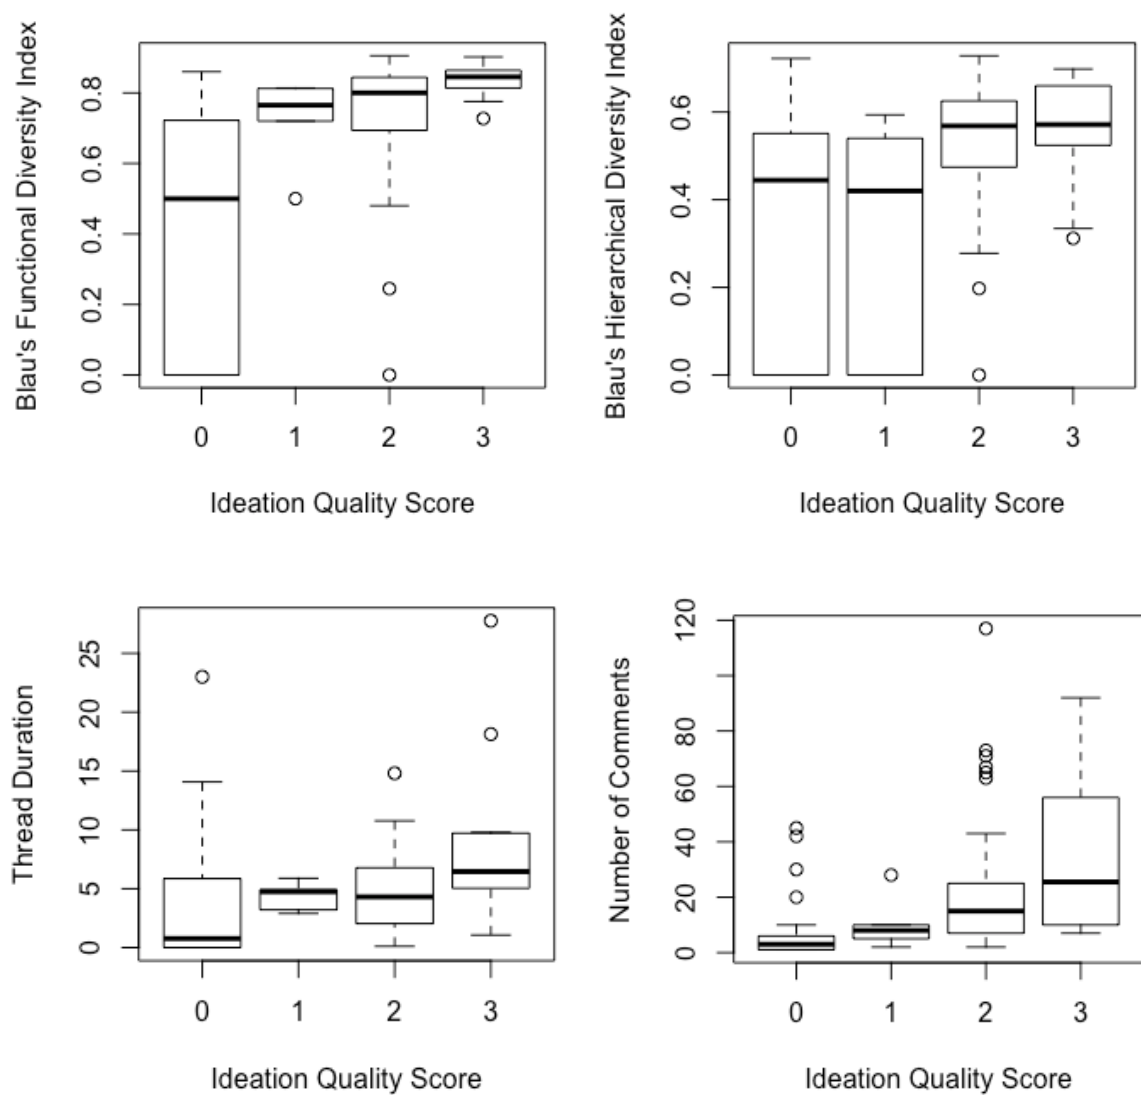 Blau's Functional Diversity Index
0.0 0.2 0.4 0.6 0.8
0 1 2 3
Ideation Quality Score
Blau's Hierarchical Diversity Index
0.0 0.2 0.4 0.6
0 1 2 3
Ideation Quality Score
Thread Duration
0 5 10 15 20 25
0 1 2 3
Ideation Quality Score
Number of Comments
0 20 40 60 80 120
0 1 2 3
Ideation Quality Score